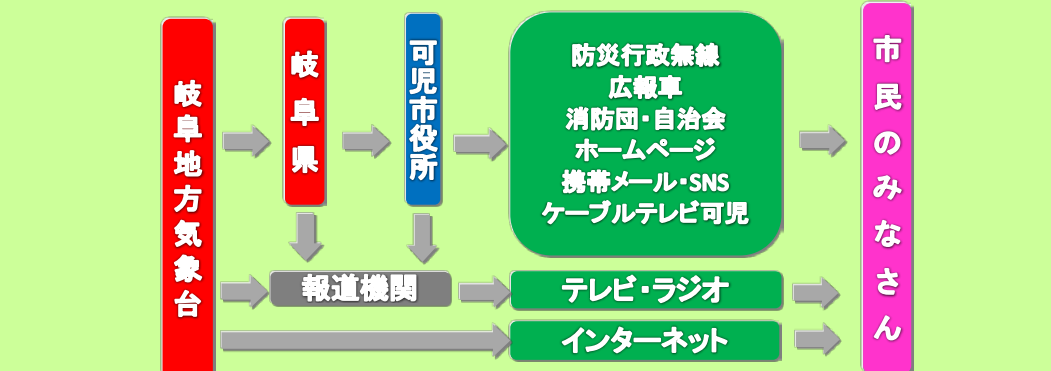 岐阜地方気象台
岐阜県
可児市役所
防災行政無線
広報車
消防団・自治会
ホームページ
携帯メール・SNS
ケーブルテレビ可児
市民のみなさん
報道機関
テレビ・ラジオ
インターネット